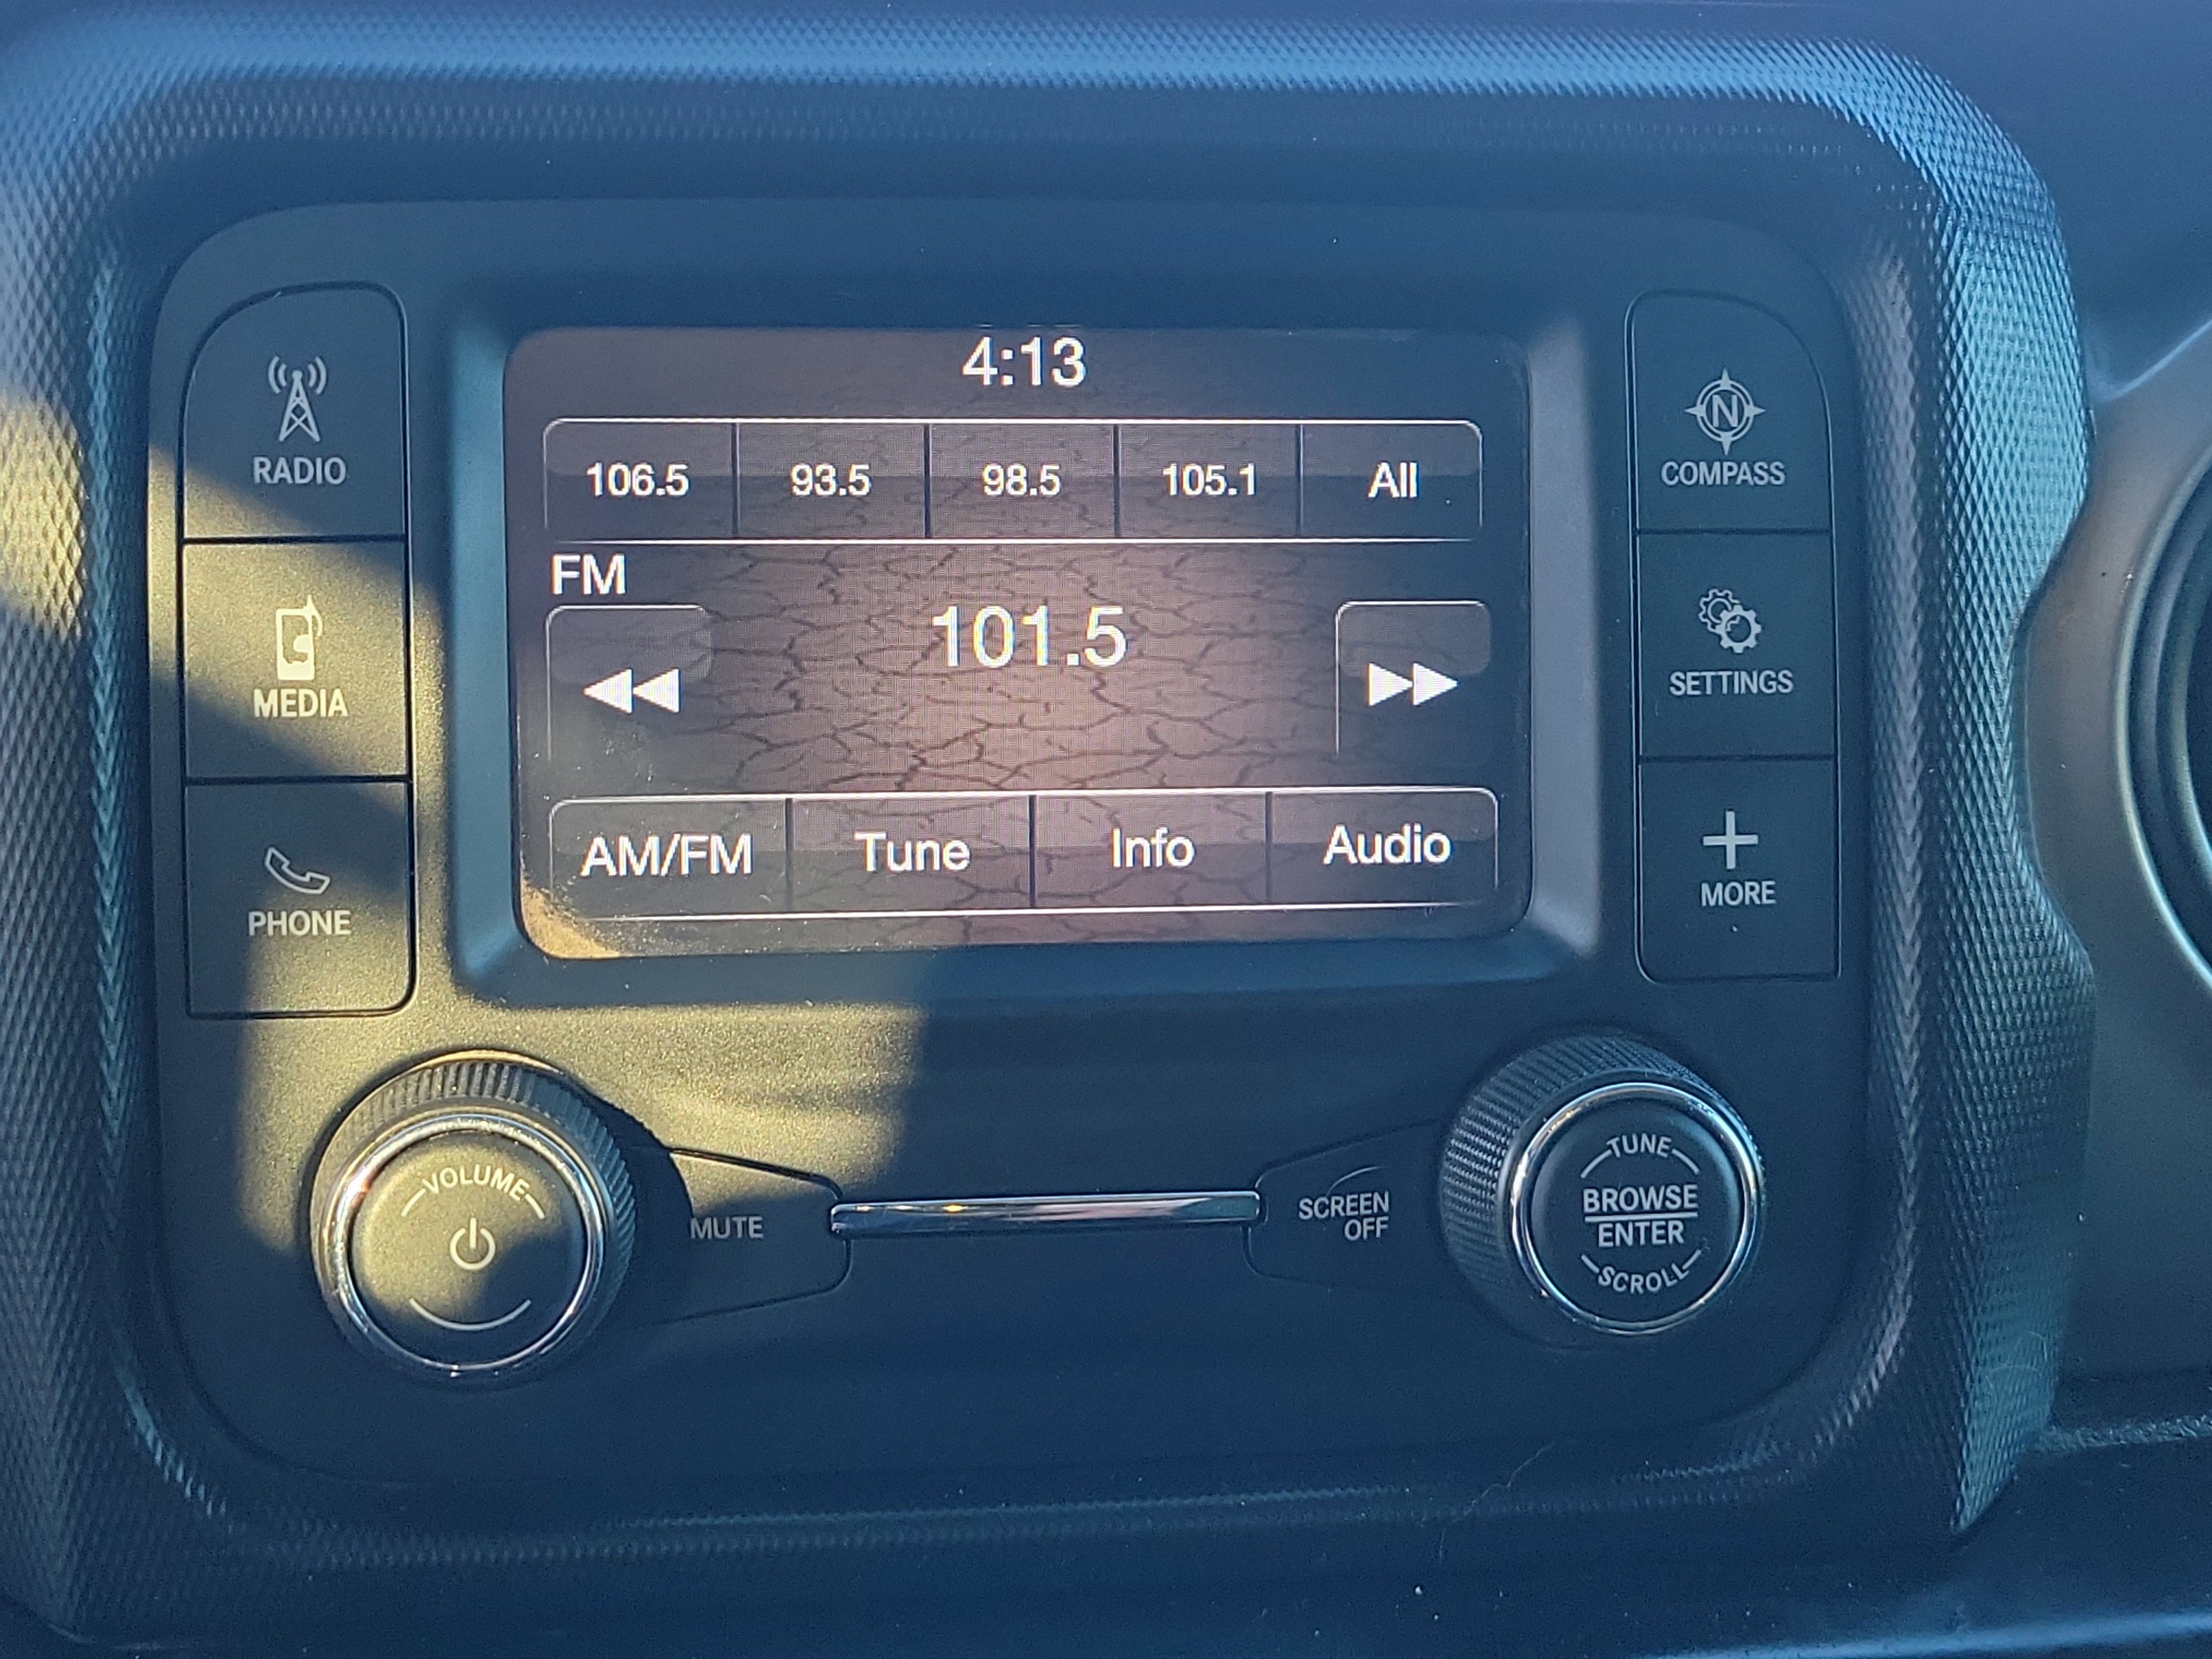 4:13
106.5 93.5 98.5 105.1 All
FM
101.5
AM/FM Tune Info Audio
RADIO
MEDIA
PHONE
N
COMPASS
SETTINGS
MORE
VOLUME
MUTE
SCREEN
OFF
TUNE
BROWSE
ENTER
SCROLL